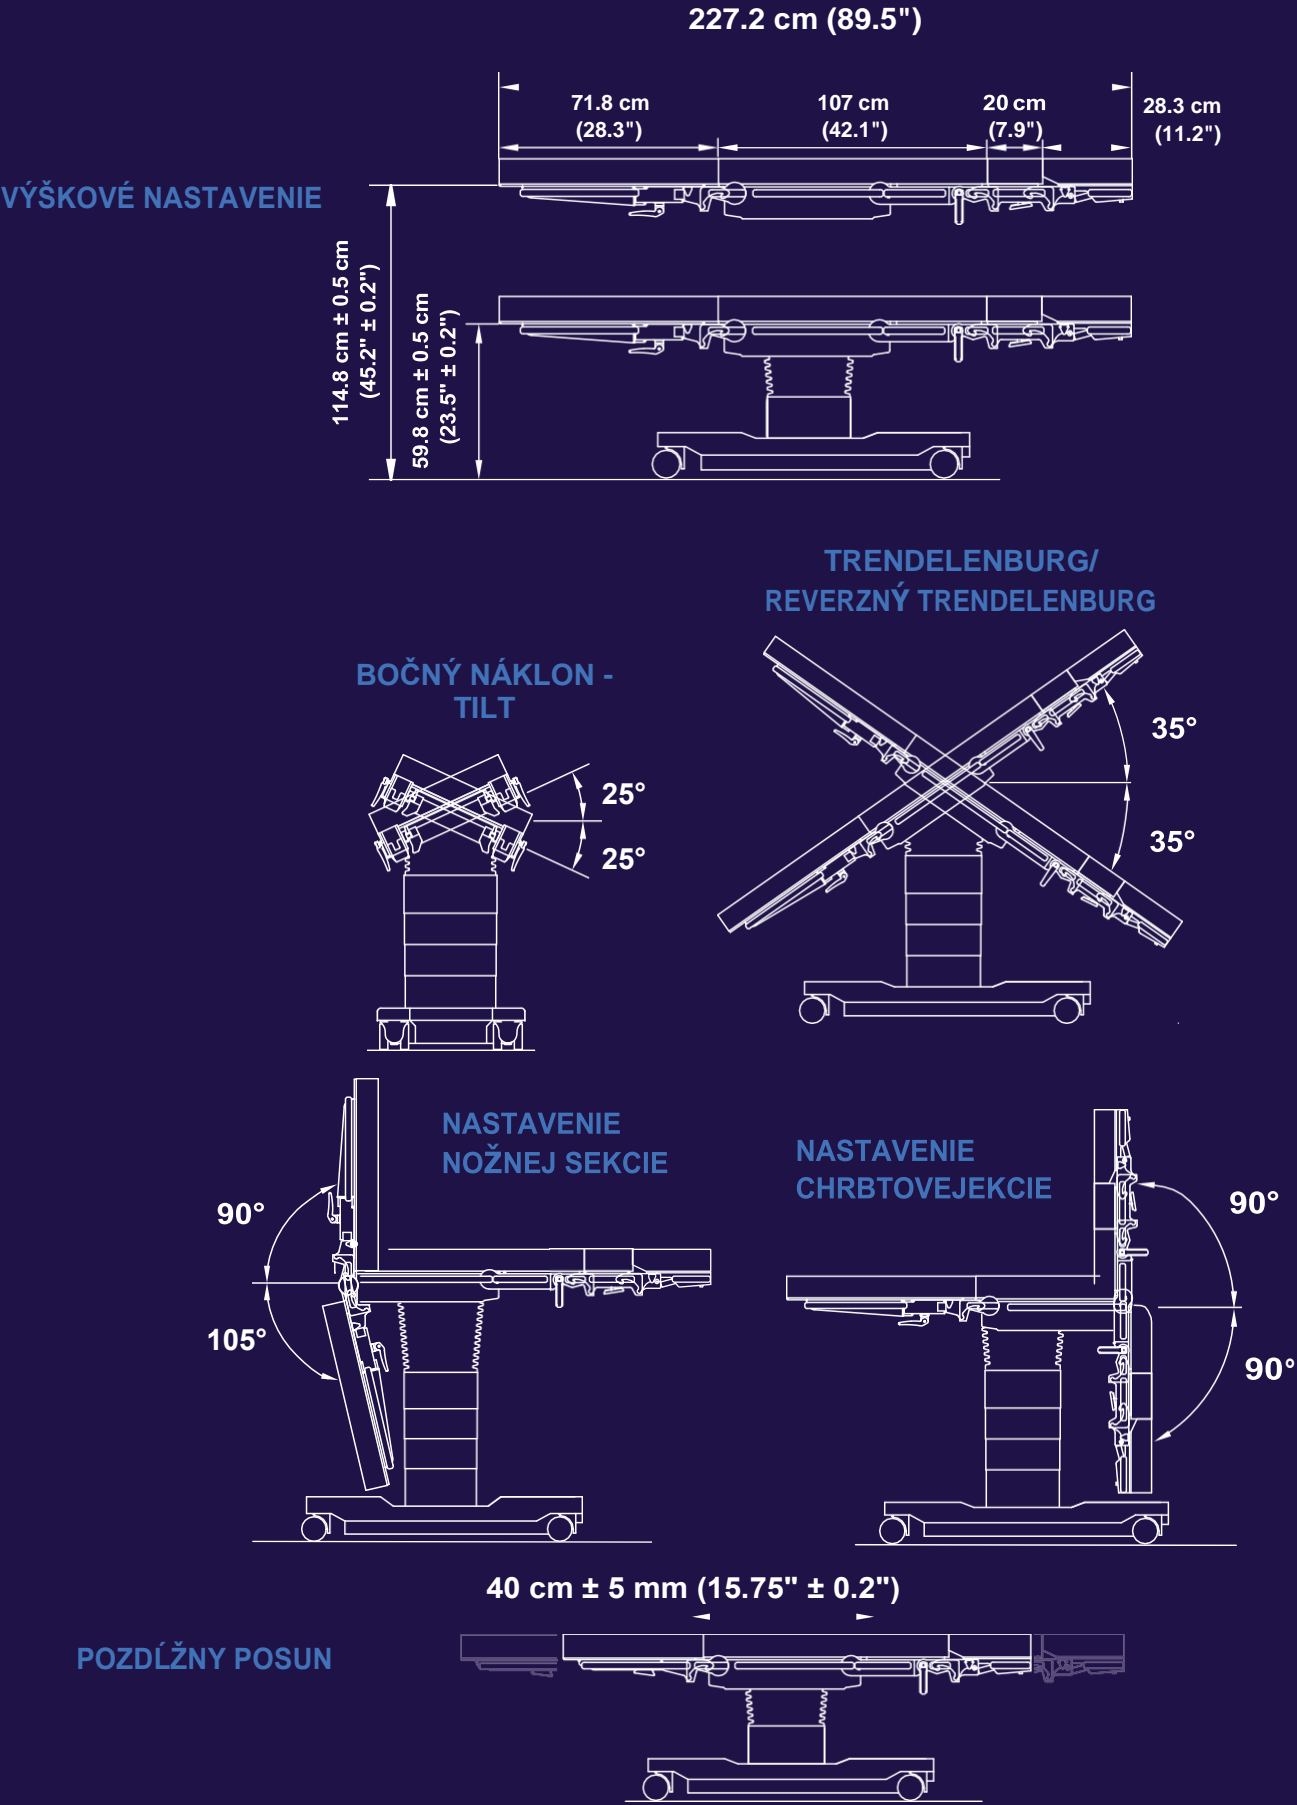 227.2 cm (89.5")
71.8 cm
(28.3")
107 cm
(42.1")
20 cm
(7.9")
28.3 cm
(11.2")
VÝŠKOVÉ NASTAVENIE
114.8 cm ± 0.5 cm
(45.2" ± 0.2")
59.8 cm ± 0.5 cm
(23.5" ± 0.2")
TRENDELENBURG/
REVERZNÝ TRENDELENBURG
35°
35°
BOČNÝ NÁKLON -
TILT
25°
25°
NASTAVENIE
NOŽNEJ SEKCIE
90°
105°
NASTAVENIE
CHRBTOVEJEKCIE
90°
90°
40 cm ± 5 mm (15.75" ± 0.2")
POZDĹŽNY POSUN